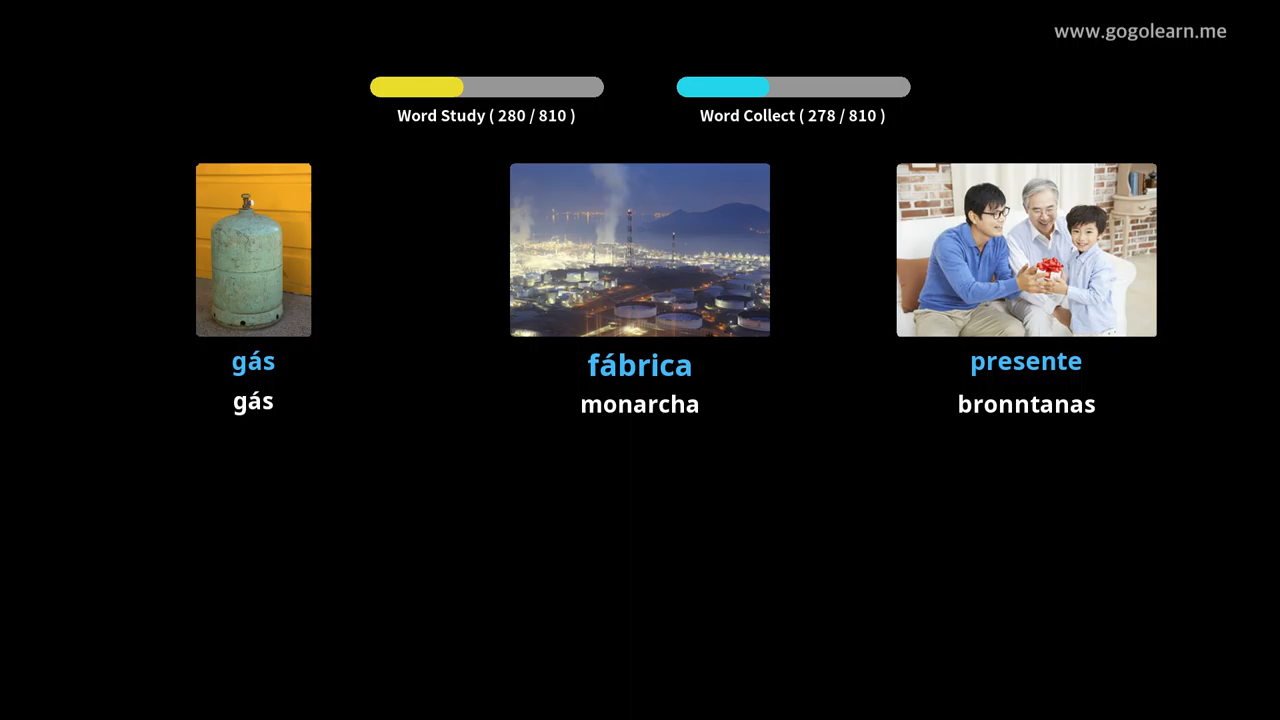 www.gogolearn.me
Word Study ( 280 / 810 )
Word Collect ( 278 / 810 )
gás
fábrica
presente
gás
monarcha
bronntanas